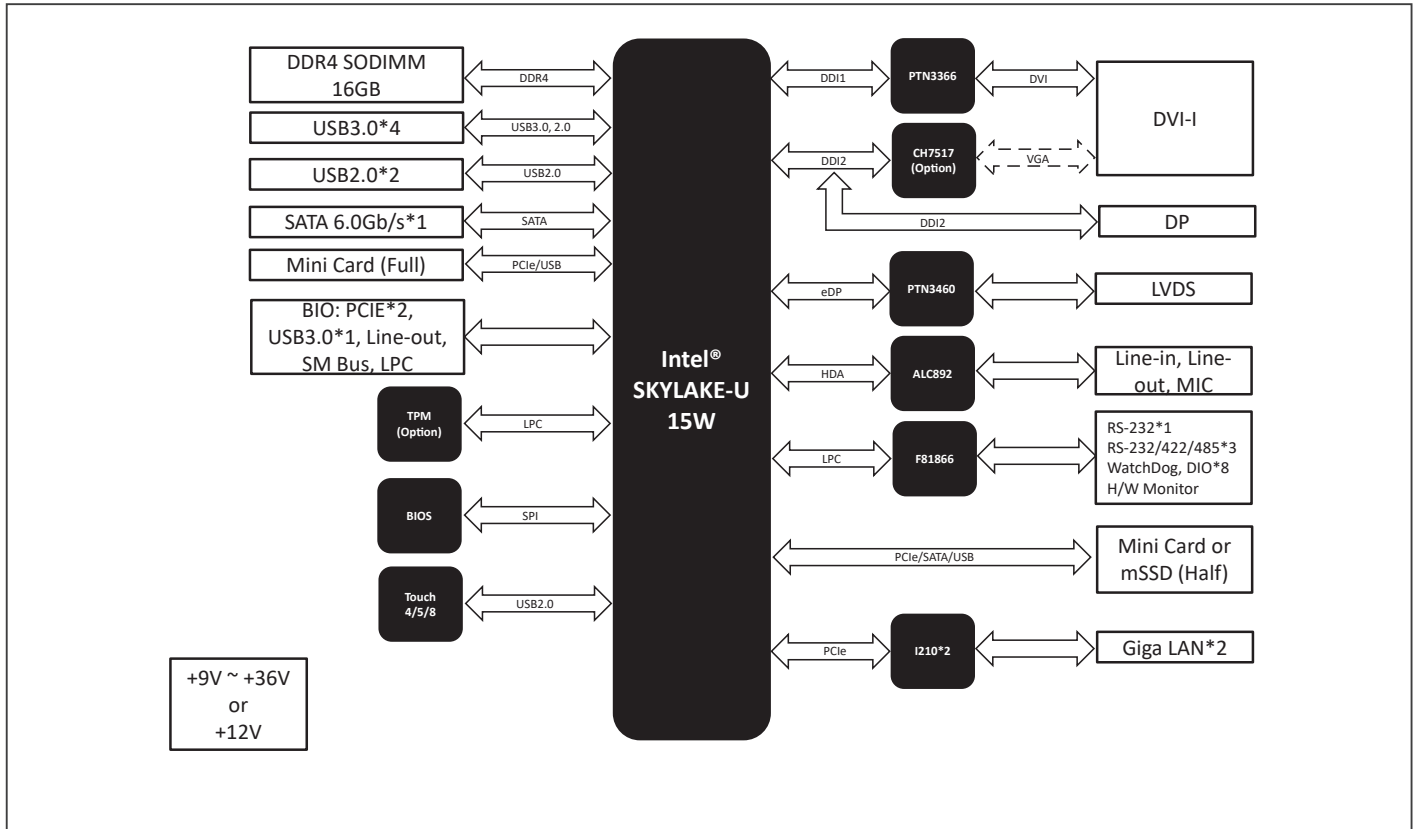 DDR4 SODIMM
16GB
DDR4
USB3.0*4
USB3.0, 2.0
USB2.0*2
USB2.0
SATA 6.0Gb/s*1
SATA
Mini Card (Full)
PCIe/USB
BIO: PCIE*2,
USB3.0*1, Line-out,
SM Bus, LPC
TPM
(Option)
LPC
BIOS
SPI
Touch
4/5/8
USB2.0
+9V ~ +36V
or
+12V
Intel®
SKYLAKE-U
15W
DDI1
PTN3366
DVI
DVI-I
DDI2
CH7517
(Option)
VGA
DDI2
DP
eDP
PTN3460
LVDS
HDA
ALC892
Line-in, Line-
out, MIC
LPC
F81866
RS-232*1
RS-232/422/485*3
WatchDog, DIO*8
H/W Monitor
PCIe/SATA/USB
Mini Card or
mSSD (Half)
PCIe
I210*2
Giga LAN*2